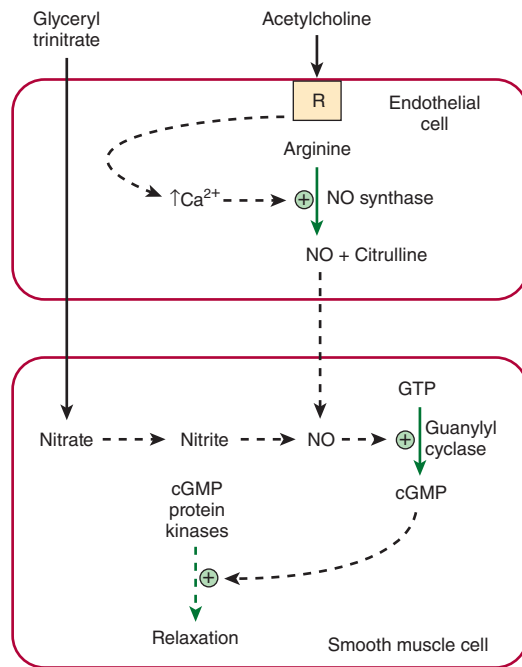 Glyceryl
trinitrate
Acetylcholine
R
Endothelial
cell
Arginine
↑Ca²⁺
+
NO synthase
NO + Citrulline
GTP
Nitrate
Nitrite
NO
+
Guanylyl
cyclase
cGMP
protein
kinases
cGMP
+
Relaxation
Smooth muscle cell